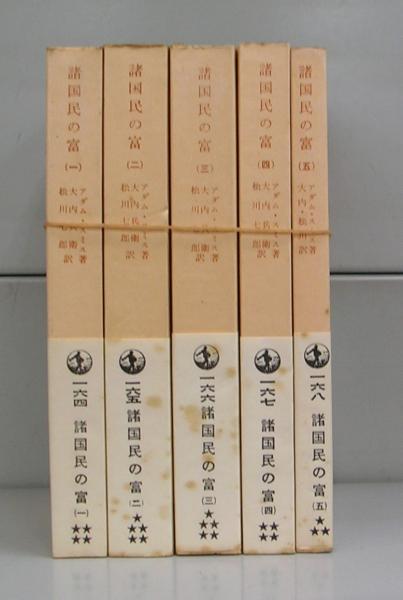 諸国民の富 (一)
アダム・スミス著
大内兵衛
松川七郎 訳
一六四 諸国民の富 (一)
★★★★
諸国民の富 (二)
アダム・スミス著
大内兵衛
松川七郎 訳
一六五 諸国民の富 (二)
★★★★★
諸国民の富 (三)
アダム・スミス著
大内兵衛
松川七郎 訳
一六六 諸国民の富 (三)
★★★★★
諸国民の富 (四)
アダム・スミス著
大内兵衛
松川七郎 訳
一六七 諸国民の富 (四)
★★★★
諸国民の富 (五)
アダム・スミス著
大内・松川訳
一六八 諸国民の富 (五)
★★★